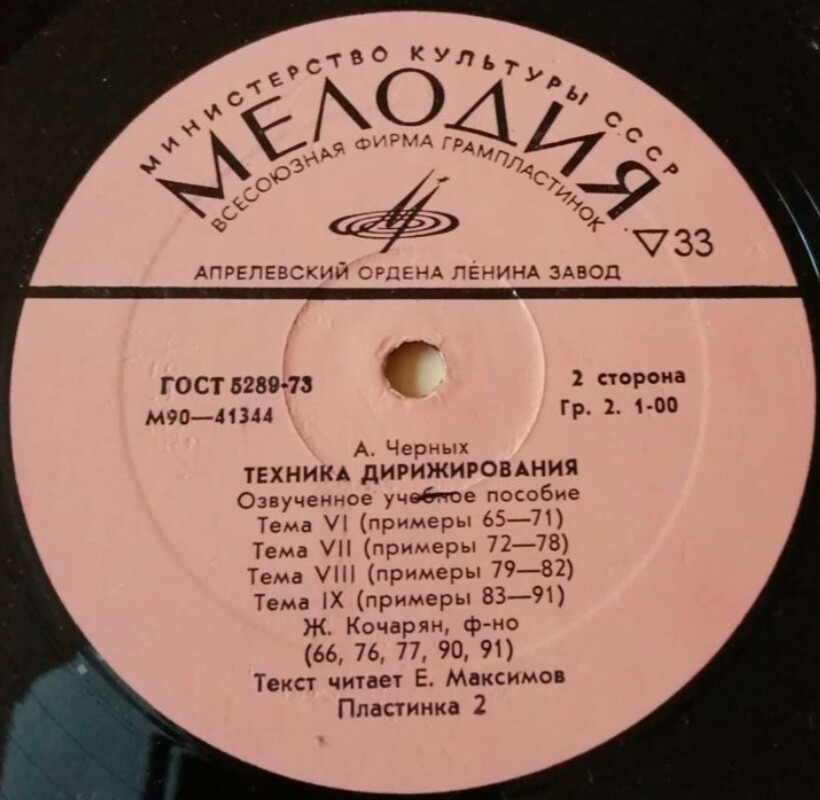 МИНИСТЕРСТВО КУЛЬТУРЫ СССР
МЕЛОДИЯ
ВСЕСОЮЗНАЯ ФИРМА ГРАМПЛАСТИНОК
▽33
АПРЕЛЕВСКИЙ ОРДЕНА ЛЕНИНА ЗАВОД
ГОСТ 5289-73
М90—41344
2 сторона
Гр. 2. 1-00
А. Черных
ТЕХНИКА ДИРИЖИРОВАНИЯ
Озвученное учебное пособие
Тема VI (примеры 65—71)
Тема VII (примеры 72—78)
Тема VIII (примеры 79—82)
Тема IX (примеры 83—91)
Ж. Кочарян, ф-но
(66, 76, 77, 90, 91)
Текст читает Е. Максимов
Пластинка 2